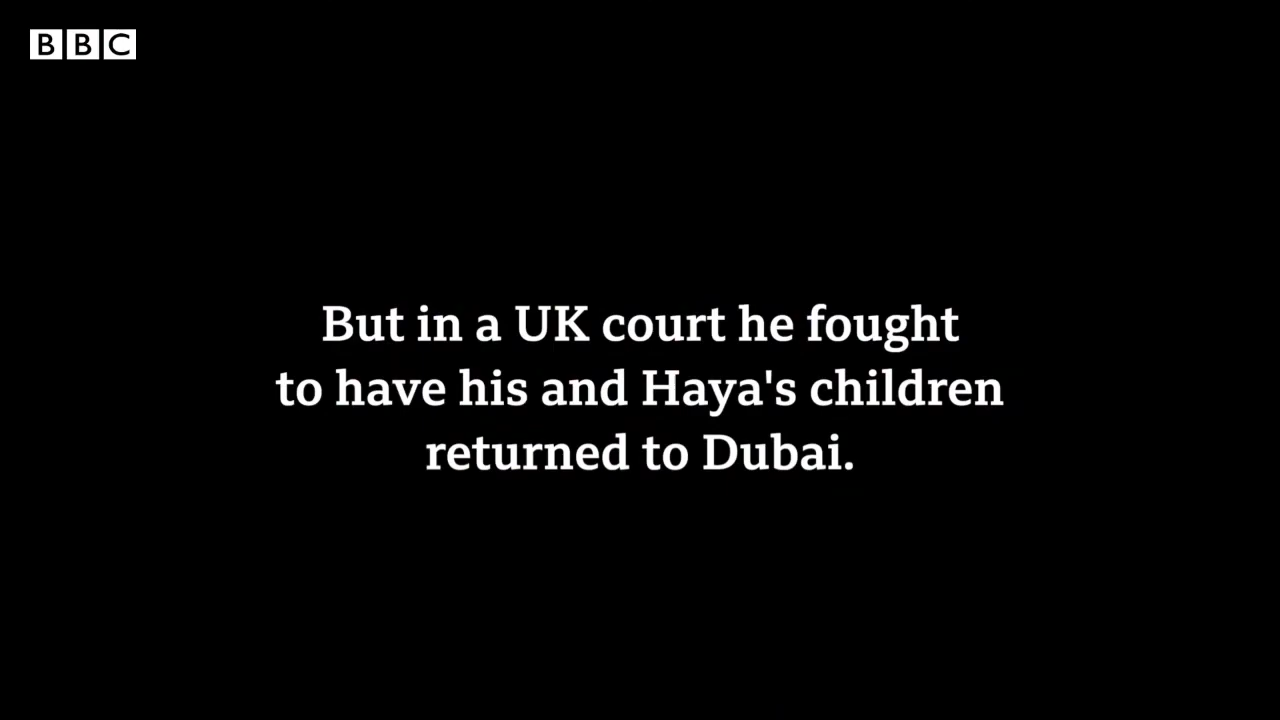 BBC
But in a UK court he fought
to have his and Haya's children
returned to Dubai.